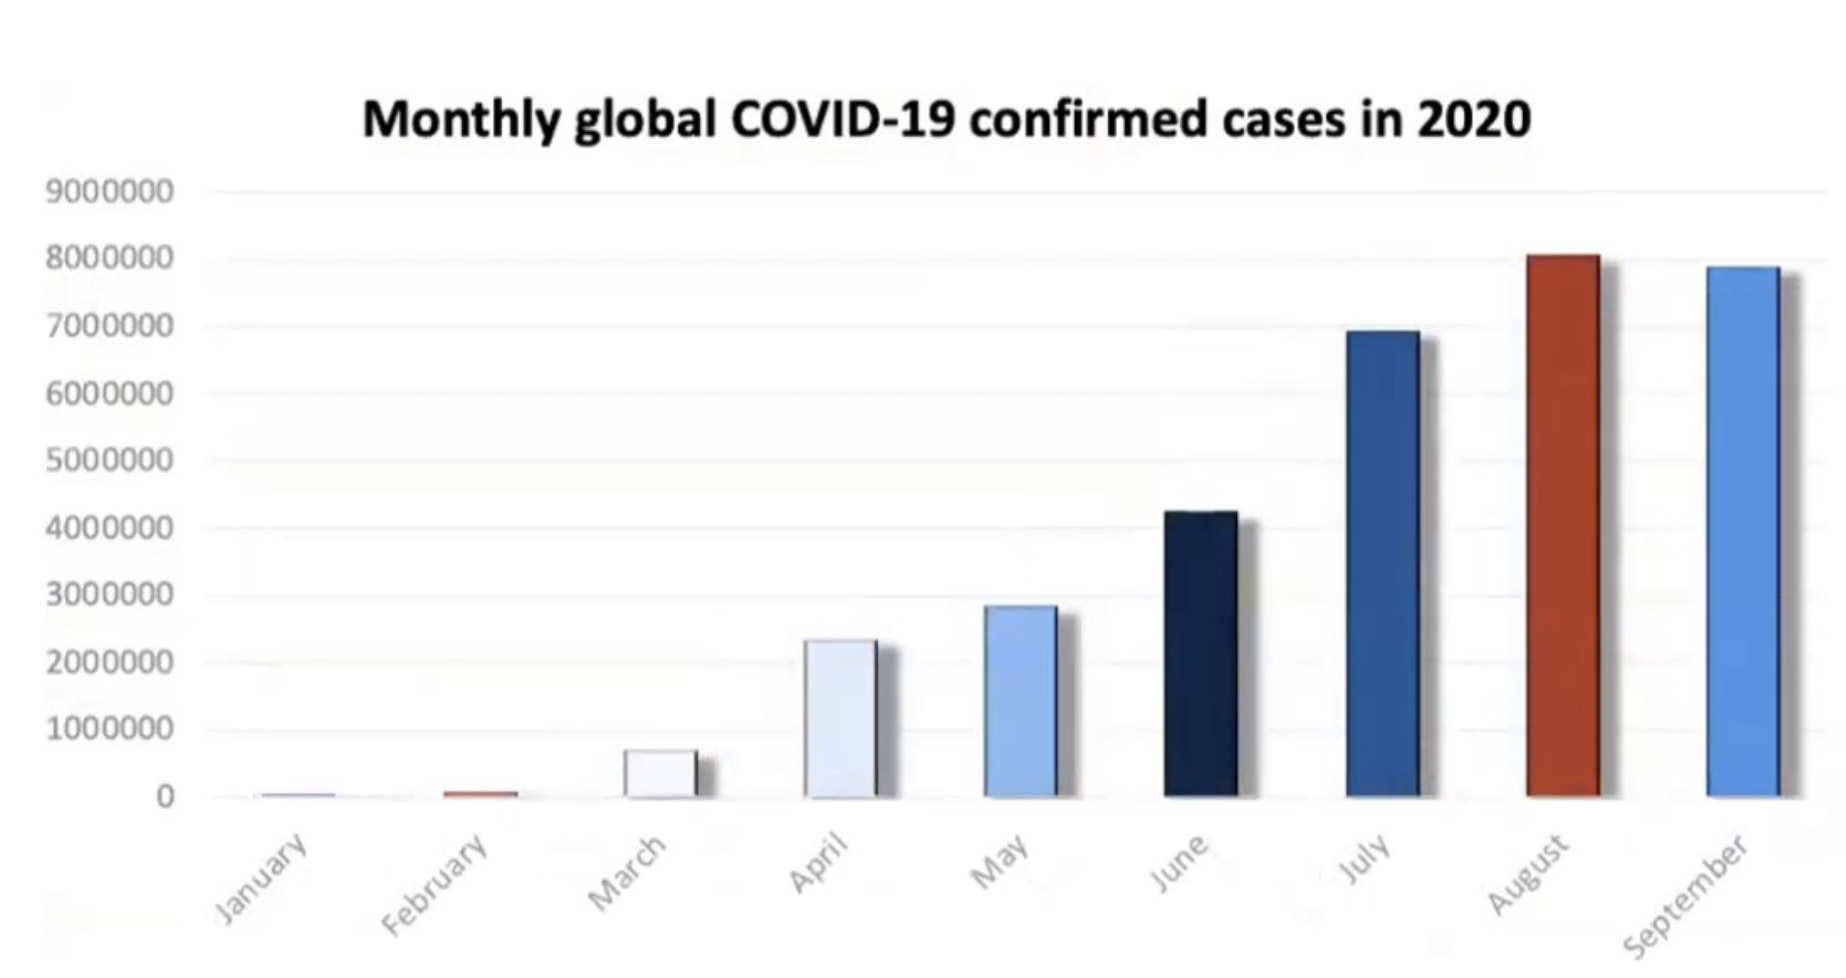 Monthly global COVID-19 confirmed cases in 2020
9000000
8000000
7000000
6000000
5000000
4000000
3000000
2000000
1000000
0
January
February
March
April
May
June
July
August
September